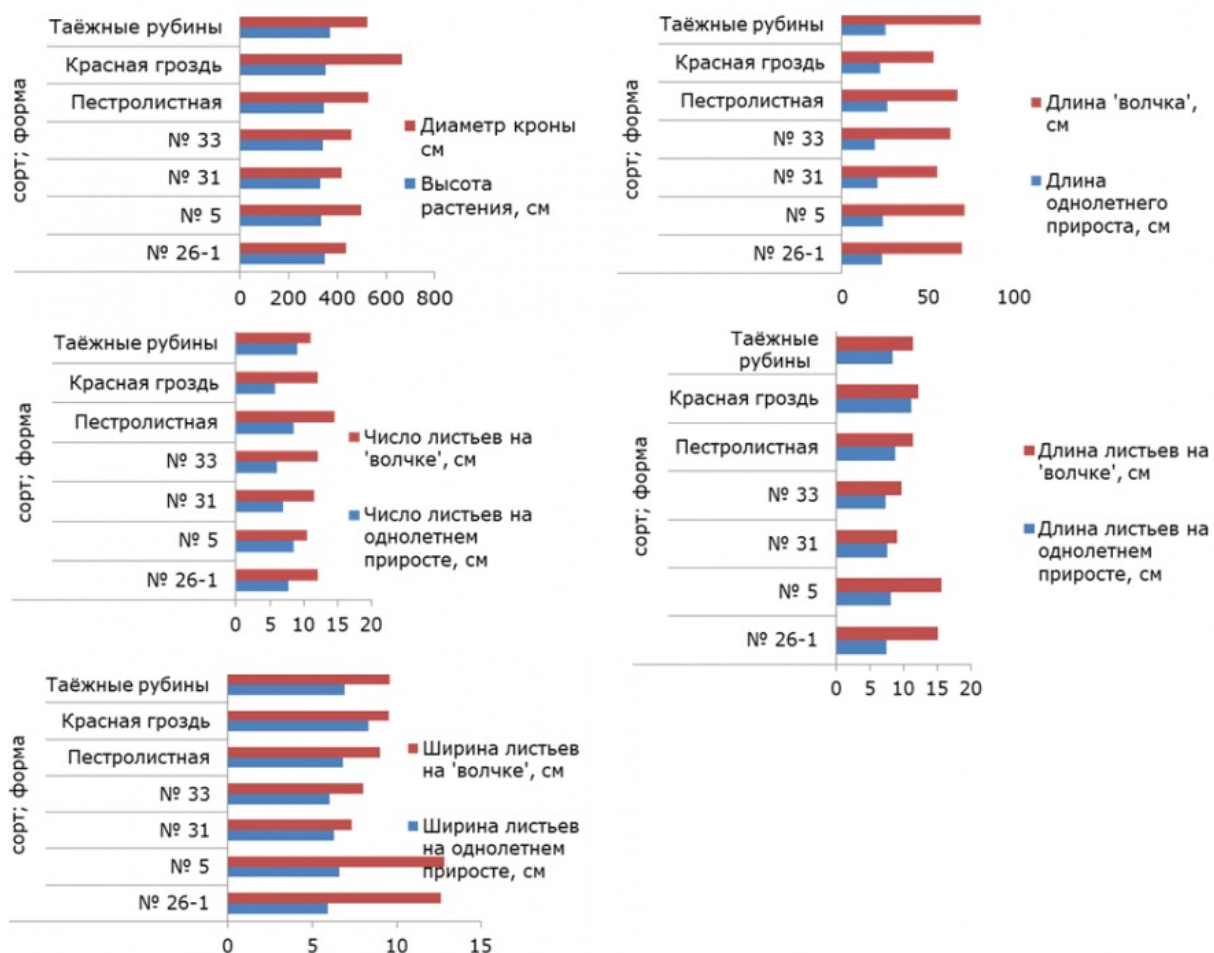 Таёжные рубины
Красная гроздь
Пестролистная
№ 33
№ 31
№ 5
№ 26-1
сорт; форма
0 200 400 600 800
Диаметр кроны
см
Высота
растения, см
Таёжные рубины
Красная гроздь
Пестролистная
№ 33
№ 31
№ 5
№ 26-1
сорт; форма
0 50 100
Длина 'волчка',
см
Длина
однолетнего
прироста, см
Таёжные рубины
Красная гроздь
Пестролистная
№ 33
№ 31
№ 5
№ 26-1
сорт; форма
0 5 10 15 20
Число листьев на
'волчке', см
Число листьев на
однолетнем
приросте, см
Таёжные
рубины
Красная гроздь
Пестролистная
№ 33
№ 31
№ 5
№ 26-1
сорт; форма
0 5 10 15 20
Длина листьев на
'волчке', см
Длина листьев на
однолетнем
приросте, см
Таёжные рубины
Красная гроздь
Пестролистная
№ 33
№ 31
№ 5
№ 26-1
сорт; форма
0 5 10 15
Ширина листьев
на 'волчке', см
Ширина листьев
на однолетнем
приросте, см